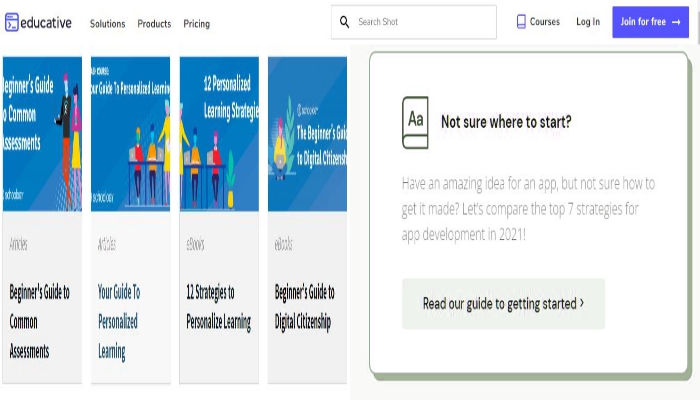 educative
Solutions Products Pricing
Search Shot
Courses Log In Join for free →
Beginner's Guide
to Common
Assessments
schoology
Your Guide To Personalized Learning
schoology
12 Personalized
Learning Strategies
schoology
The Beginner's Guide
to Digital Citizenship
Articles
Beginner's Guide to
Common
Assessments
Articles
Your Guide To
Personalized
Learning
eBooks
12 Strategies to
Personalize Learning
eBooks
Beginner's Guide to
Digital Citizenship
Aa
Not sure where to start?
Have an amazing idea for an app, but not sure how to
get it made? Let's compare the top 7 strategies for
app development in 2021!
Read our guide to getting started ›